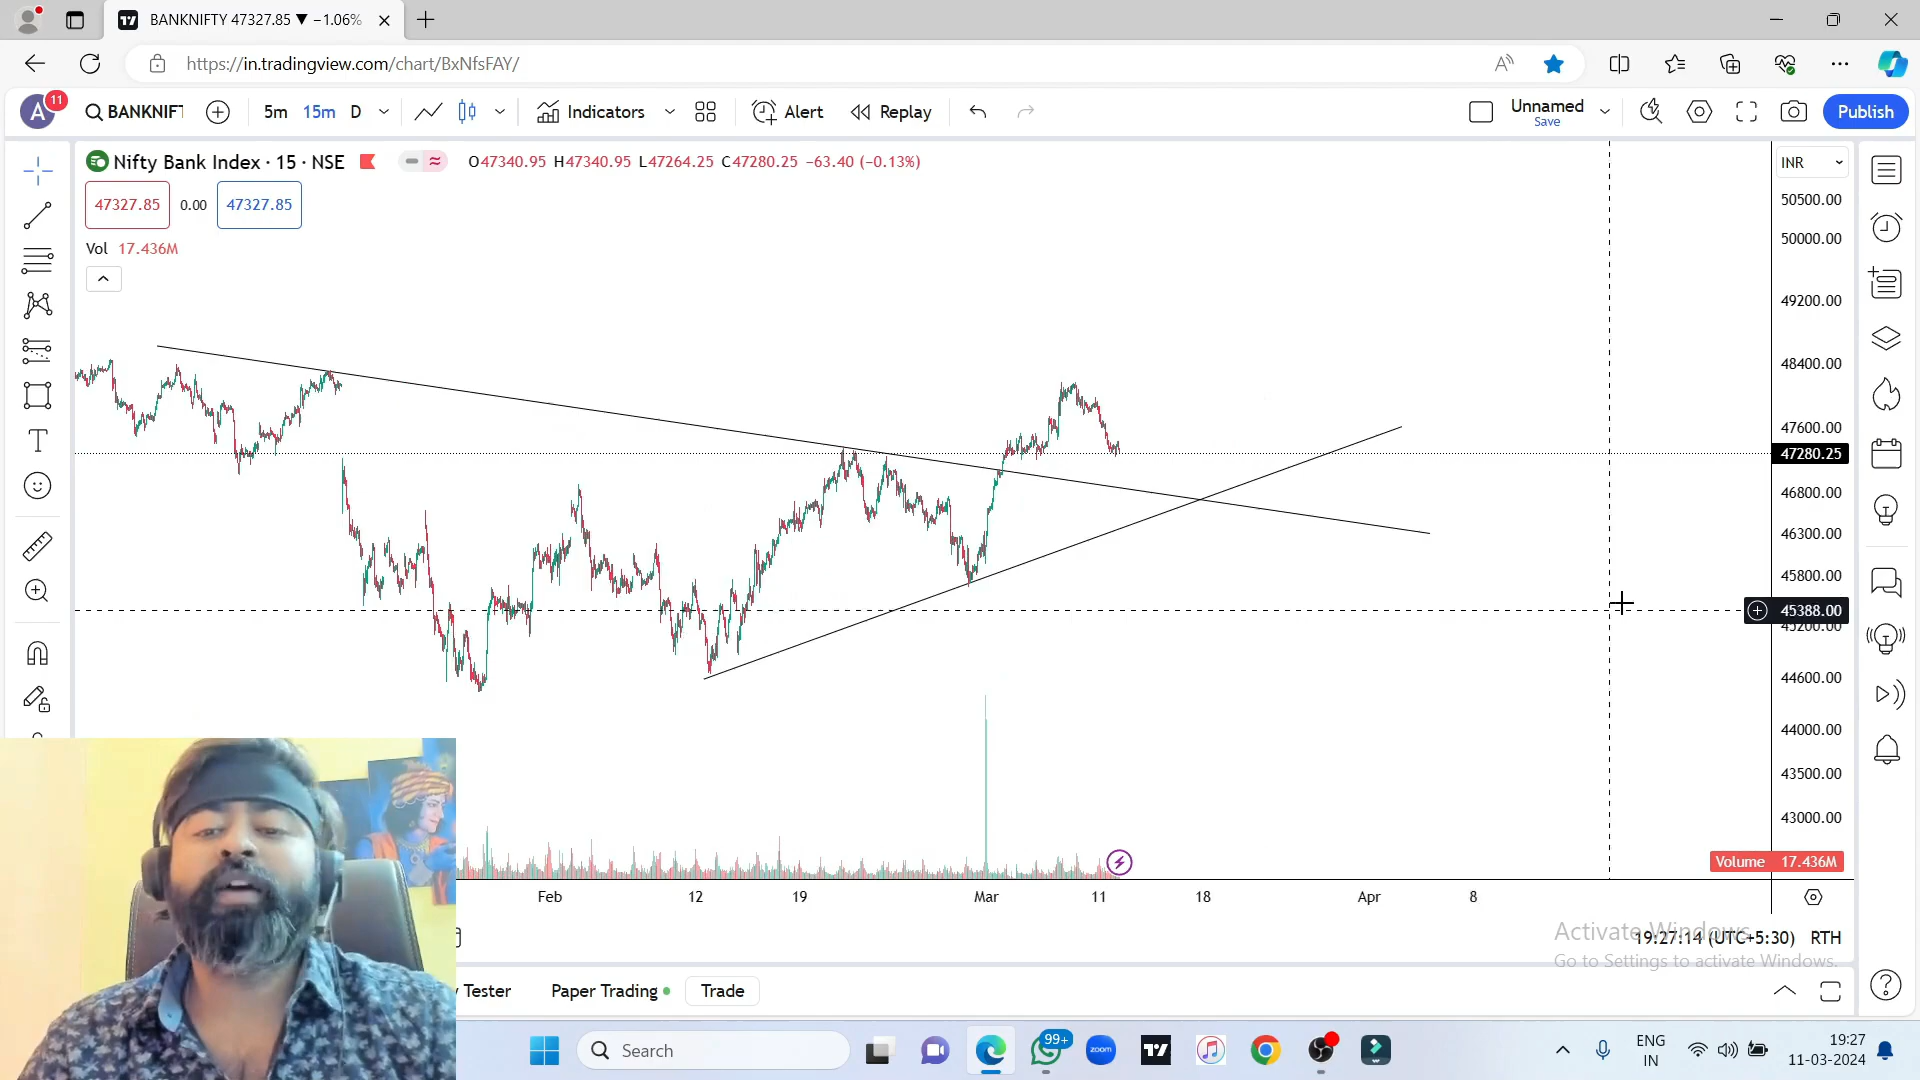 BANKNIFTY 47327.85 ▼ −1.06%
https://in.tradingview.com/chart/BxNfsFAY/
A 11 BANKNIFT 5m 15m D Indicators Alert Replay Unnamed Publish
Save
Nifty Bank Index · 15 · NSE O47340.95 H47340.95 L47264.25 C47280.25 −63.40 (−0.13%) INR
47327.85 0.00 47327.85
Vol 17.436M
50500.00
50000.00
49200.00
48400.00
47600.00
47280.25
46800.00
46300.00
45800.00
45388.00
45200.00
44600.00
44000.00
43500.00
43000.00
Volume 17.436M
Feb 12 19 Mar 11 18 Apr 8
Activate Windows
19:27:14 (UTC+5:30) RTH
Go to Settings to activate Windows.
Tester Paper Trading Trade
Search
99+
zoom
ENG
IN
19:27
11-03-2024